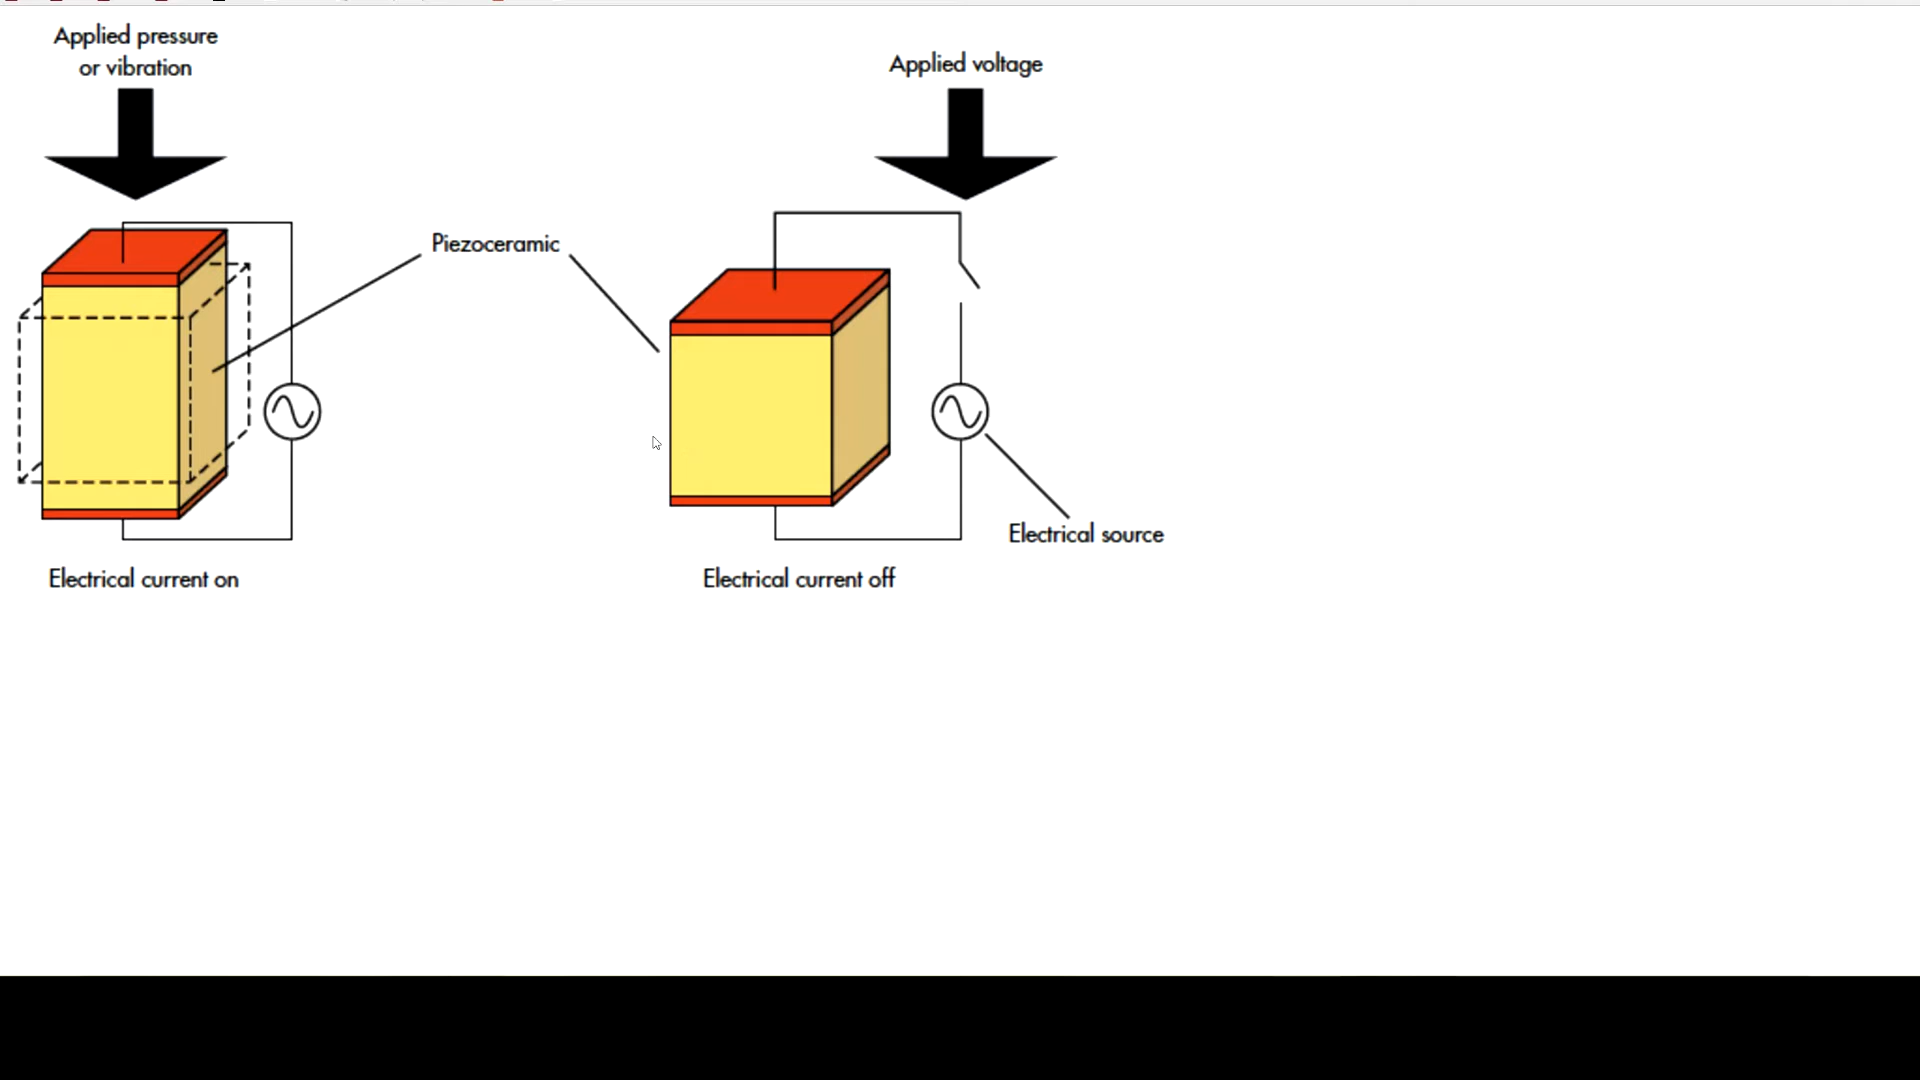 Applied pressure
or vibration
Applied voltage
Piezoceramic
Electrical source
Electrical current on
Electrical current off